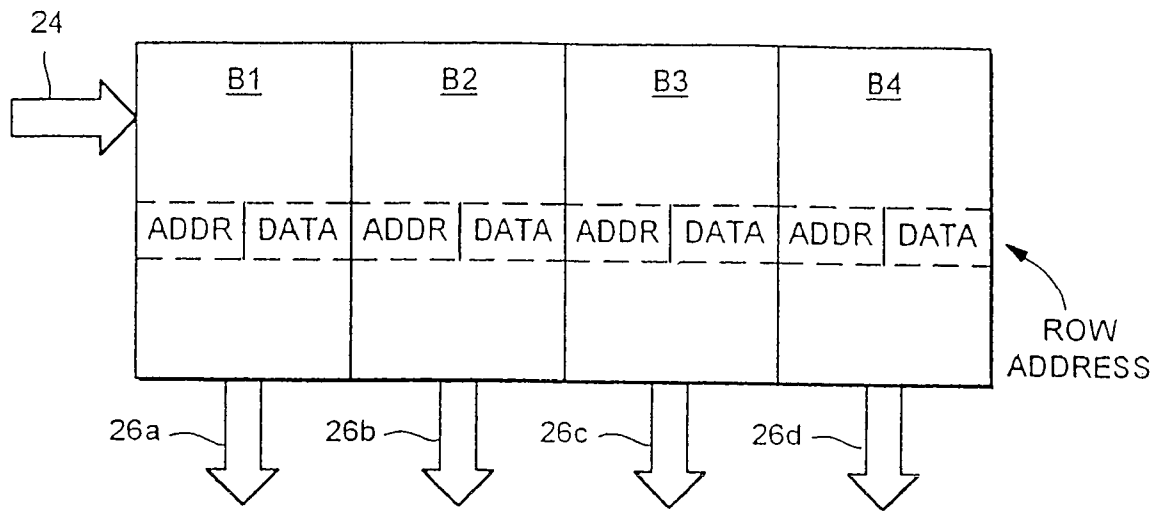 24
B1 B2 B3 B4
ADDR DATA ADDR DATA ADDR DATA ADDR DATA
ROW
ADDRESS
26a 26b 26c 26d